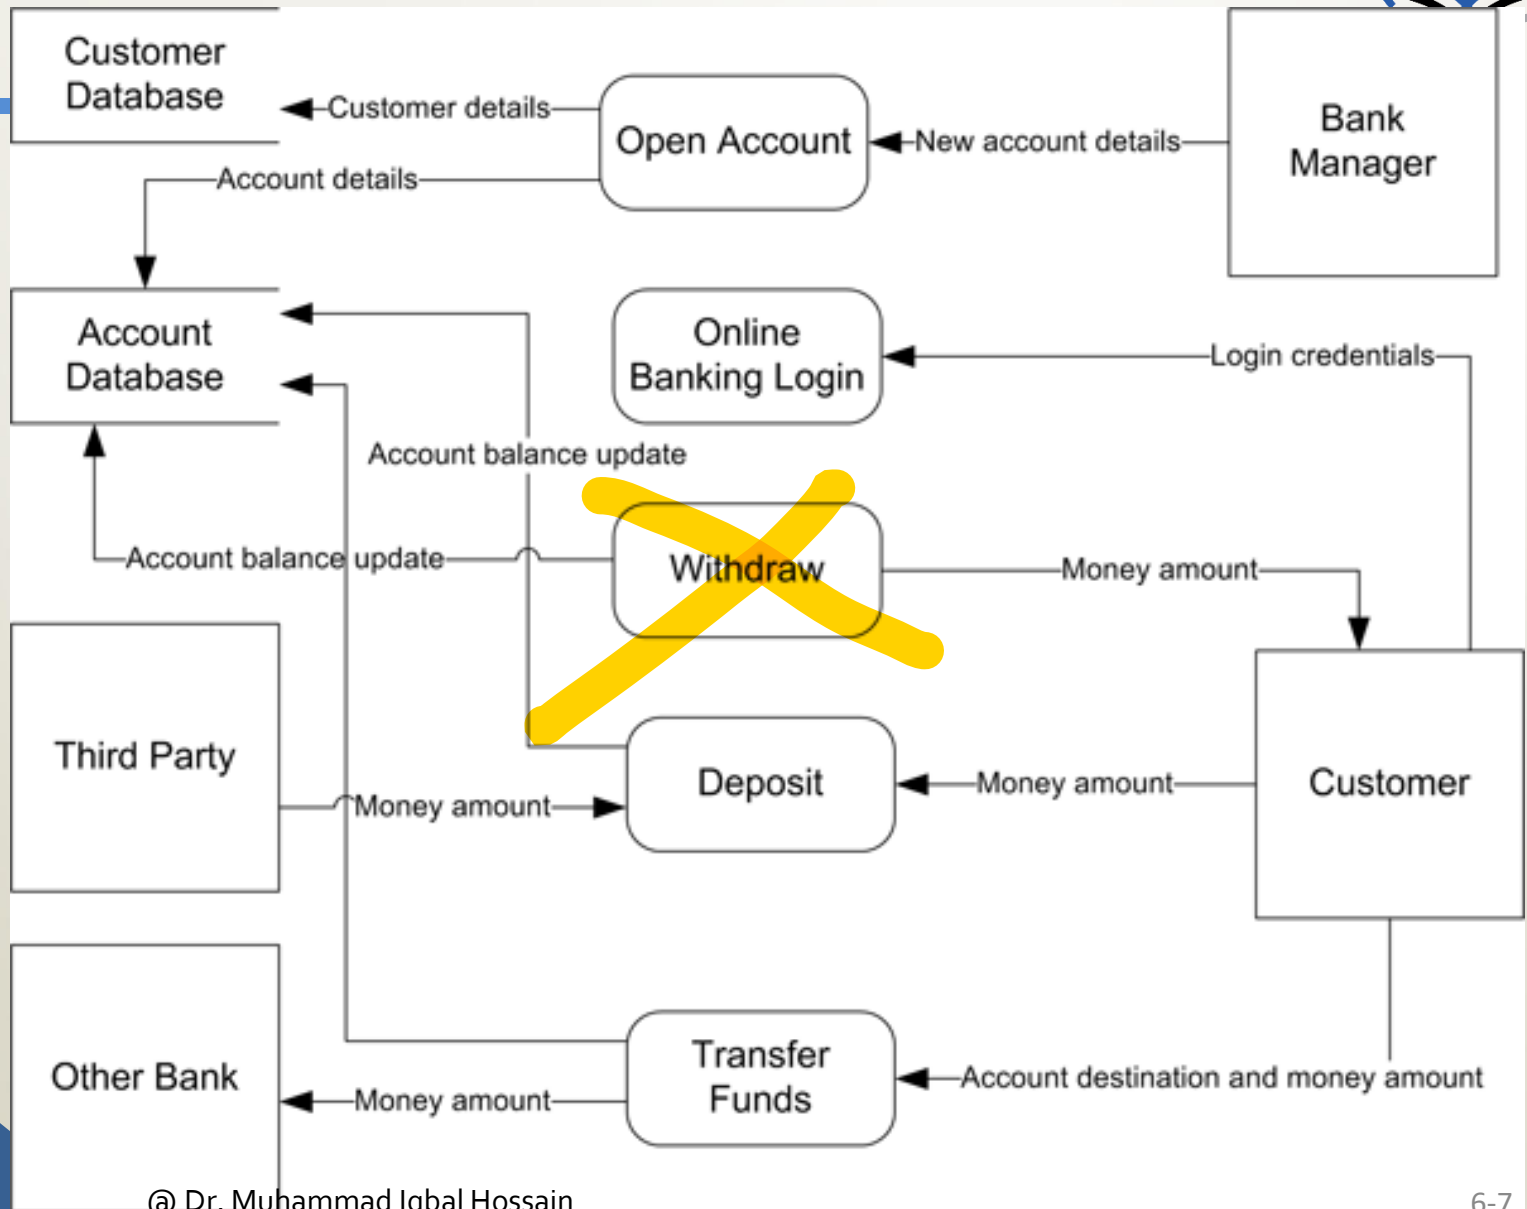 Customer
Database
Customer details
Open Account
New account details
Bank
Manager
Account details
Account
Database
Online
Banking Login
Login credentials
Account balance update
Account balance update
Withdraw
Money amount
Third Party
Money amount
Deposit
Money amount
Customer
Other Bank
Money amount
Transfer
Funds
Account destination and money amount
@ Dr. Muhammad Iqbal Hossain
6-7